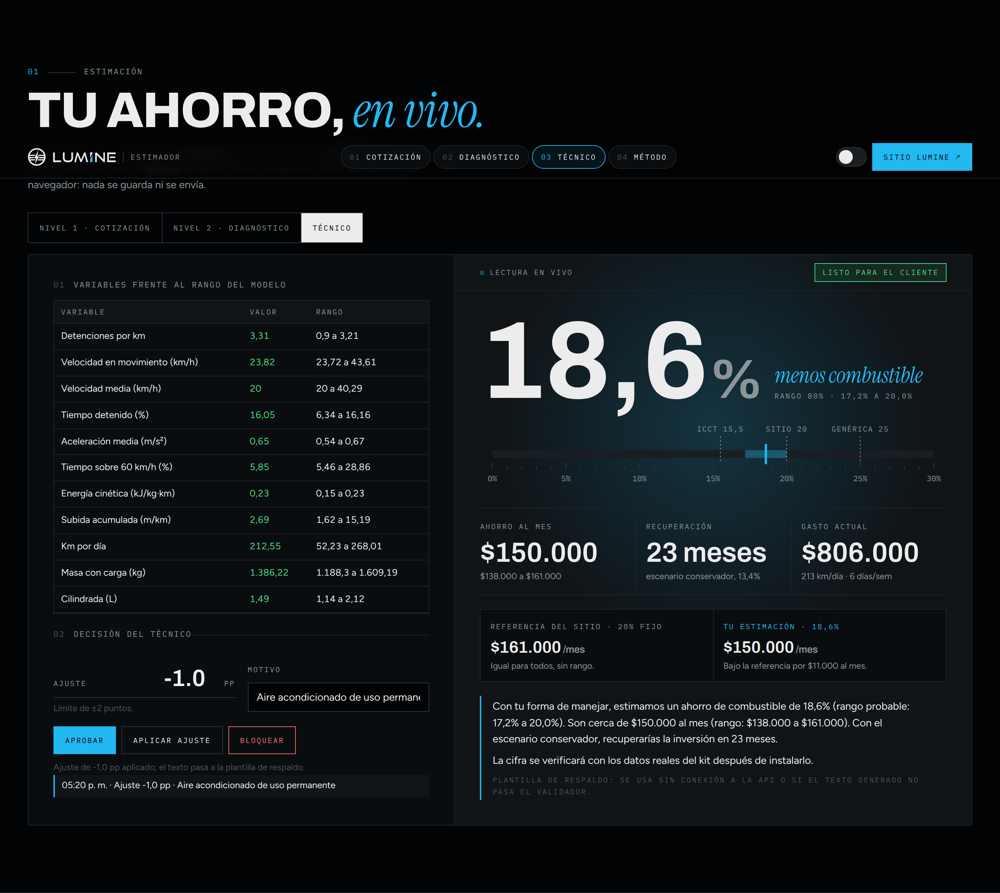 01 ESTIMACIÓN
TU AHORRO, en vivo.
LUMINE ESTIMADOR
01 COTIZACIÓN 02 DIAGNÓSTICO 03 TÉCNICO 04 MÉTODO
SITIO LUMINE ↗
de tu conducción real, el técnico aprueba, ajusta o bloquea la cifra. Todo corre en tu
navegador: nada se guarda ni se envía.
NIVEL 1 · COTIZACIÓN NIVEL 2 · DIAGNÓSTICO TÉCNICO
01 VARIABLES FRENTE AL RANGO DEL MODELO
VARIABLE VALOR RANGO
Detenciones por km 3,31 0,9 a 3,21
Velocidad en movimiento (km/h) 23,82 23,72 a 43,61
Velocidad media (km/h) 20 20 a 40,29
Tiempo detenido (%) 16,05 6,34 a 16,16
Aceleración media (m/s²) 0,65 0,54 a 0,67
Tiempo sobre 60 km/h (%) 5,85 5,46 a 28,86
Energía cinética (kJ/kg·km) 0,23 0,15 a 0,23
Subida acumulada (m/km) 2,69 1,62 a 15,19
Km por día 212,55 52,23 a 268,01
Masa con carga (kg) 1.386,22 1.188,3 a 1.609,19
Cilindrada (L) 1,49 1,14 a 2,12
02 DECISIÓN DEL TÉCNICO
AJUSTE -1.0 PP
Límite de ±2 puntos.
MOTIVO
Aire acondicionado de uso permane
APROBAR APLICAR AJUSTE BLOQUEAR
Ajuste de -1,0 pp aplicado; el texto pasa a la plantilla de respaldo.
05:20 p. m. · Ajuste -1,0 pp · Aire acondicionado de uso permanente
LECTURA EN VIVO
LISTO PARA EL CLIENTE
18,6%
menos combustible
RANGO 80% · 17,2% A 20,0%
ICCT 15,5 SITIO 20 GENÉRICA 25
0% 5% 10% 15% 20% 25% 30%
AHORRO AL MES
$150.000
$138.000 a $161.000
RECUPERACIÓN
23 meses
escenario conservador, 13,4%
GASTO ACTUAL
$806.000
213 km/día · 6 días/sem
REFERENCIA DEL SITIO · 20% FIJO
$161.000 /mes
Igual para todos, sin rango.
TU ESTIMACIÓN · 18,6%
$150.000 /mes
Bajo la referencia por $11.000 al mes.
Con tu forma de manejar, estimamos un ahorro de combustible de 18,6% (rango probable:
17,2% a 20,0%). Son cerca de $150.000 al mes (rango: $138.000 a $161.000). Con el
escenario conservador, recuperarías la inversión en 23 meses.
La cifra se verificará con los datos reales del kit después de instalarlo.
PLANTILLA DE RESPALDO: SE USA SIN CONEXIÓN A LA API O SI EL TEXTO GENERADO NO
PASA EL VALIDADOR.